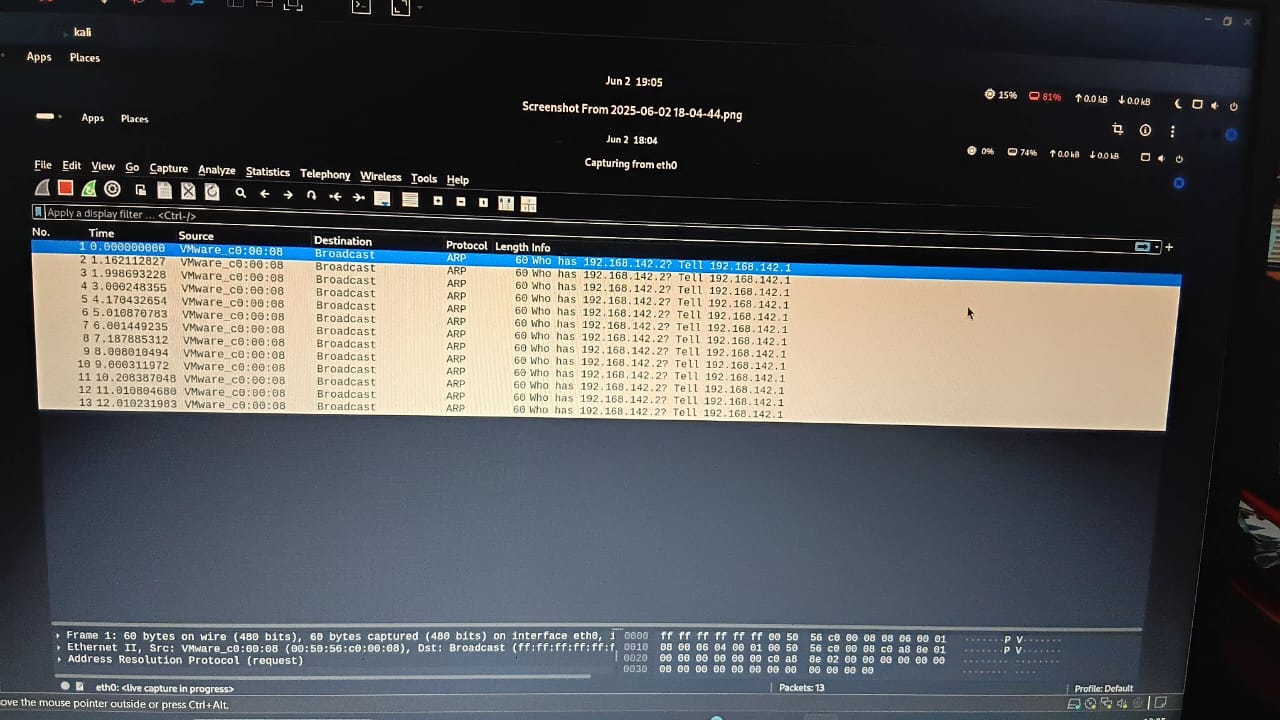 kali
Apps Places
Jun 2 19:05
15% 81% ↑0.0 kB ↓0.0 kB
Screenshot From 2025-06-02 18-04-44.png
Apps Places
Jun 2 18:04
0% 74% ↑0.0 kB ↓0.0 kB
Capturing from eth0
File Edit View Go Capture Analyze Statistics Telephony Wireless Tools Help
Apply a display filter ... <Ctrl-/>
No. Time Source Destination Protocol Length Info
1 0.000000000 VMware_c0:00:08 Broadcast ARP 60 Who has 192.168.142.2? Tell 192.168.142.1
2 1.162112827 VMware_c0:00:08 Broadcast ARP 60 Who has 192.168.142.2? Tell 192.168.142.1
3 1.998693228 VMware_c0:00:08 Broadcast ARP 60 Who has 192.168.142.2? Tell 192.168.142.1
4 3.000248355 VMware_c0:00:08 Broadcast ARP 60 Who has 192.168.142.2? Tell 192.168.142.1
5 4.170432654 VMware_c0:00:08 Broadcast ARP 60 Who has 192.168.142.2? Tell 192.168.142.1
6 5.010870783 VMware_c0:00:08 Broadcast ARP 60 Who has 192.168.142.2? Tell 192.168.142.1
7 6.001449235 VMware_c0:00:08 Broadcast ARP 60 Who has 192.168.142.2? Tell 192.168.142.1
8 7.187885312 VMware_c0:00:08 Broadcast ARP 60 Who has 192.168.142.2? Tell 192.168.142.1
9 8.008010494 VMware_c0:00:08 Broadcast ARP 60 Who has 192.168.142.2? Tell 192.168.142.1
10 9.000311972 VMware_c0:00:08 Broadcast ARP 60 Who has 192.168.142.2? Tell 192.168.142.1
11 10.208387048 VMware_c0:00:08 Broadcast ARP 60 Who has 192.168.142.2? Tell 192.168.142.1
12 11.010804680 VMware_c0:00:08 Broadcast ARP 60 Who has 192.168.142.2? Tell 192.168.142.1
13 12.010231983 VMware_c0:00:08 Broadcast ARP 60 Who has 192.168.142.2? Tell 192.168.142.1
Frame 1: 60 bytes on wire (480 bits), 60 bytes captured (480 bits) on interface eth0, i
Ethernet II, Src: VMware_c0:00:08 (00:50:56:c0:00:08), Dst: Broadcast (ff:ff:ff:ff:ff:f
Address Resolution Protocol (request)
0000 ff ff ff ff ff ff 00 50 56 c0 00 08 08 06 00 01 .......P V.......
0010 08 00 06 04 00 01 00 50 56 c0 00 08 c0 a8 8e 01 .......P V.......
0020 00 00 00 00 00 00 c0 a8 8e 02 00 00 00 00 00 00
0030 00 00 00 00 00 00 00 00 00 00 00 00
eth0: <live capture in progress> Packets: 13 Profile: Default
ove the mouse pointer outside or press Ctrl+Alt.